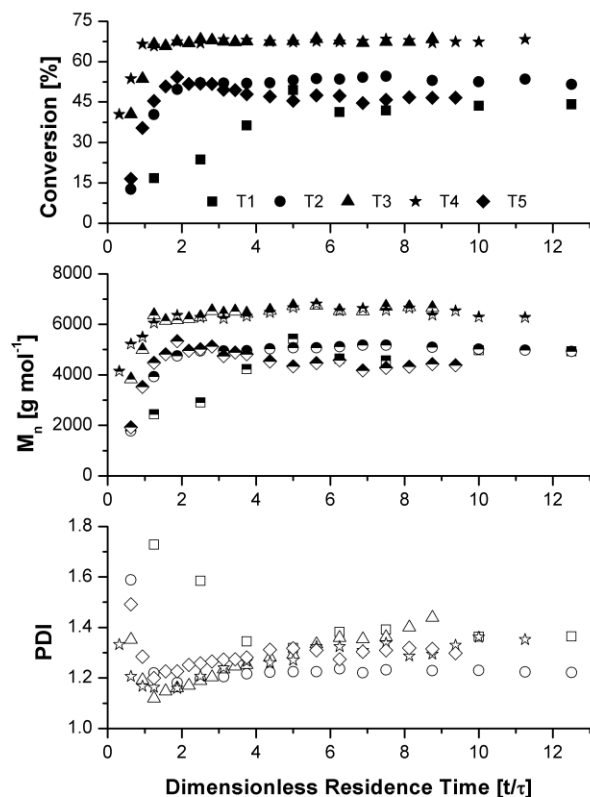 75
60
45
30
15
0
Conversion [%]
T1 T2 T3 T4 T5
0 2 4 6 8 10 12
8000
6000
4000
2000
0
Mn [g mol-1]
0 2 4 6 8 10 12
1.8
1.6
1.4
1.2
1.0
PDI
0 2 4 6 8 10 12
Dimensionless Residence Time [t/τ]